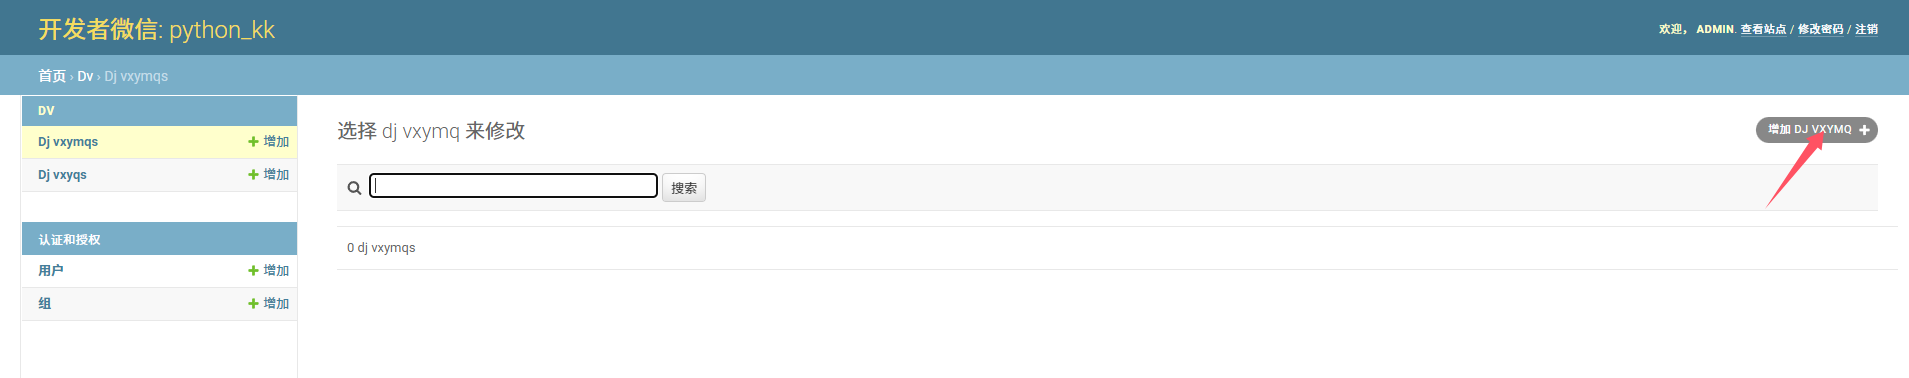 开发者微信: python_kk
欢迎， ADMIN. 查看站点 / 修改密码 / 注销
首页 › Dv › Dj vxymqs
DV
Dj vxymqs 增加
Dj vxyqs 增加
认证和授权
用户 增加
组 增加
选择 dj vxymq 来修改
增加 DJ VXYMQ
搜索
0 dj vxymqs